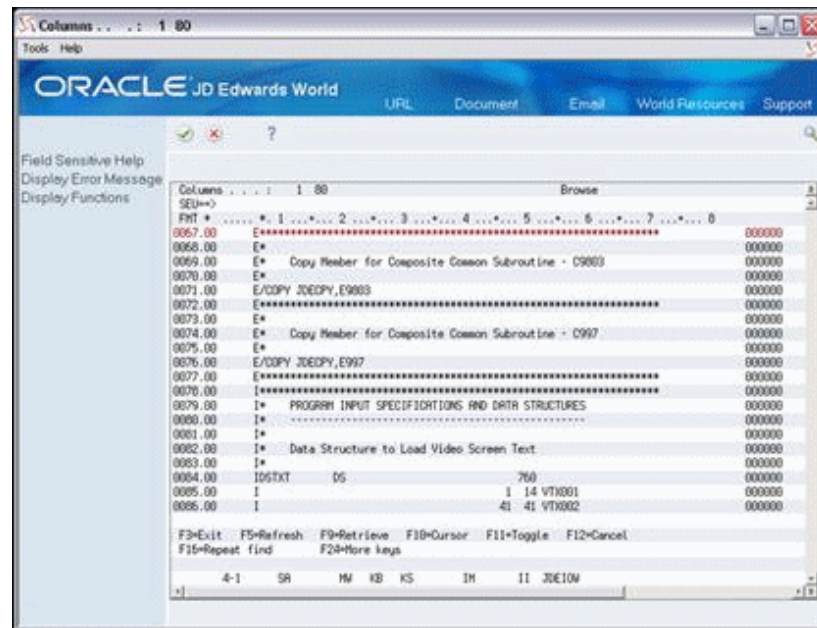 Columns . . . . : 1 80
Tools Help
ORACLE JD Edwards World
URL Document Email World Resources Support
?
Field Sensitive Help
Display Error Message
Display Functions
Columns . . . . : 1 80 Browse
SEU==>
FMT * ..... *. 1 ...+... 2 ...+... 3 ...+... 4 ...+... 5 ...+... 6 ...+... 7 ...+... 8
0067.00 E**************************************************************** 000000
0068.00 E* 000000
0069.00 E* Copy Member for Composite Common Subroutine - C9803 000000
0070.00 E* 000000
0071.00 E/COPY JDECPY,E9803 000000
0072.00 E**************************************************************** 000000
0073.00 E* 000000
0074.00 E* Copy Member for Composite Common Subroutine - C997 000000
0075.00 E* 000000
0076.00 E/COPY JDECPY,E997 000000
0077.00 E**************************************************************** 000000
0078.00 I**************************************************************** 000000
0079.00 I* PROGRAM INPUT SPECIFICATIONS AND DATA STRUCTURES 000000
0080.00 I* ------------------------------------------------ 000000
0081.00 I* 000000
0082.00 I* Data Structure to Load Video Screen Text 000000
0083.00 I* 000000
0084.00 IDSTXT DS 760 000000
0085.00 I 1 14 VTX001 000000
0086.00 I 41 41 VTX002 000000
F3=Exit F5=Refresh F9=Retrieve F10=Cursor F11=Toggle F12=Cancel
F16=Repeat find F24=More keys
4-1 SA MW KB KS IM II JDEIOW